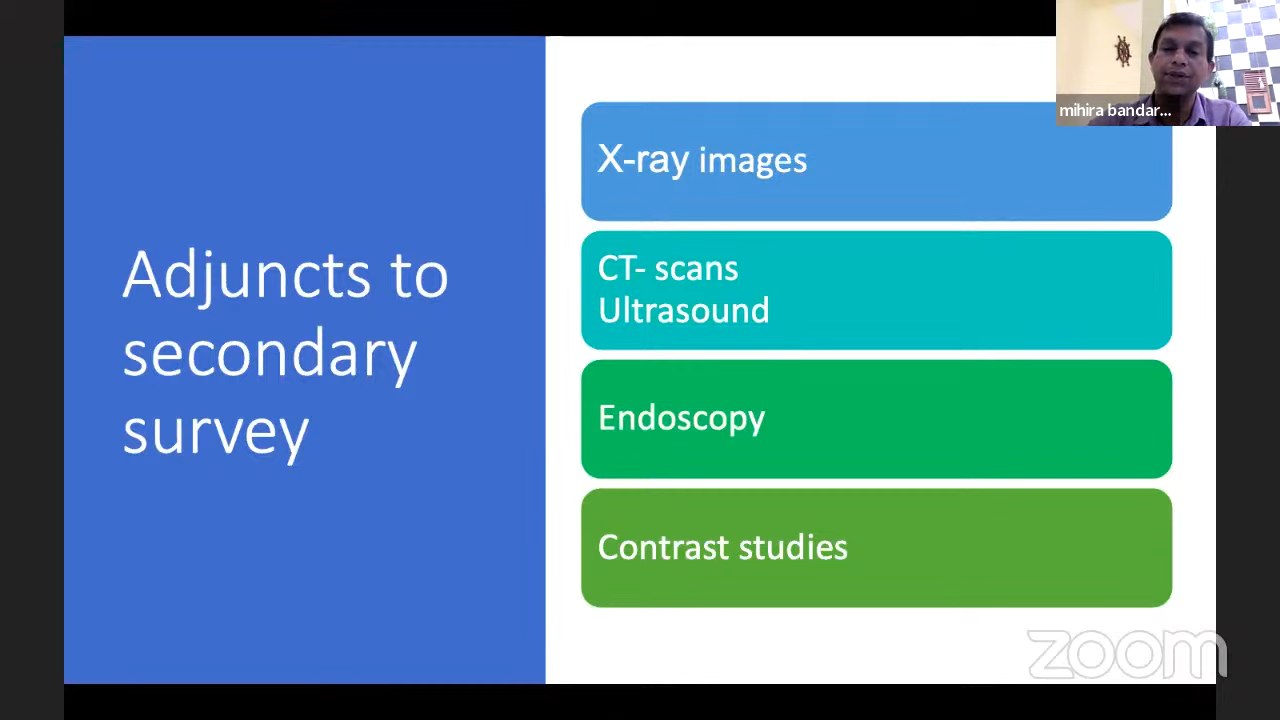 mihira bandar...
Adjuncts to
secondary
survey
X-ray images
CT- scans
Ultrasound
Endoscopy
Contrast studies
zoom